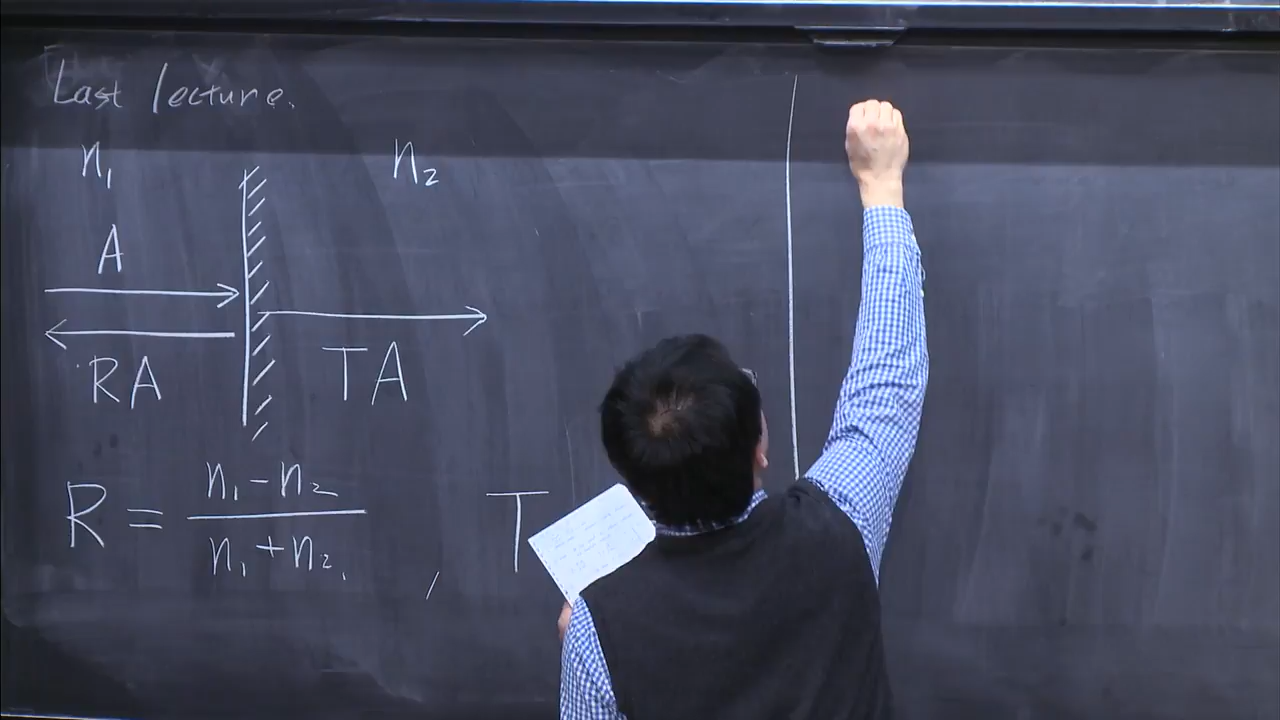 Last lecture.
n₁ n₂
A
RA TA
R = (n₁ - n₂)/(n₁ + n₂) , T